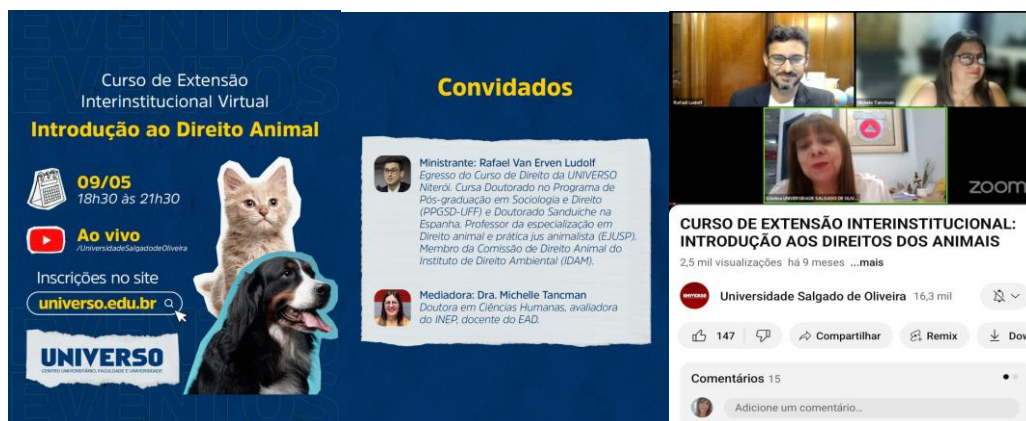 EVENTOS
EVENTOS
Curso de Extensão
Interinstitucional Virtual
Introdução ao Direito Animal
09/05
18h30 às 21h30
Ao vivo
/UniversidadeSalgadodeOliveira
Inscrições no site
universo.edu.br
UNIVERSO
CENTRO UNIVERSITÁRIO, FACULDADE E UNIVERSIDADE
EVENTOS
Convidados
Ministrante: Rafael Van Erven Ludolf
Egresso do Curso de Direito da UNIVERSO
Niterói. Cursa Doutorado no Programa de
Pós-graduação em Sociologia e Direito
(PPGSD-UFF) e Doutorado Sanduíche na
Espanha. Professor da especialização em
Direito animal e prática jus animalista (EJUSP).
Membro da Comissão de Direito Animal do
Instituto de Direito Ambiental (IDAM).
Mediadora: Dra. Michelle Tancman
Doutora em Ciências Humanas, avaliadora
do INEP, docente do EAD.
Rafael Ludolf
Michele Tancman
UNIVERSIDADE SALGADO DE OLIV...
zoom
CURSO DE EXTENSÃO INTERINSTITUCIONAL:
INTRODUÇÃO AOS DIREITOS DOS ANIMAIS
2,5 mil visualizações há 9 meses ...mais
UNIVERSO
Universidade Salgado de Oliveira 16,3 mil
147 Compartilhar Remix Dow
Comentários 15
Adicione um comentário...